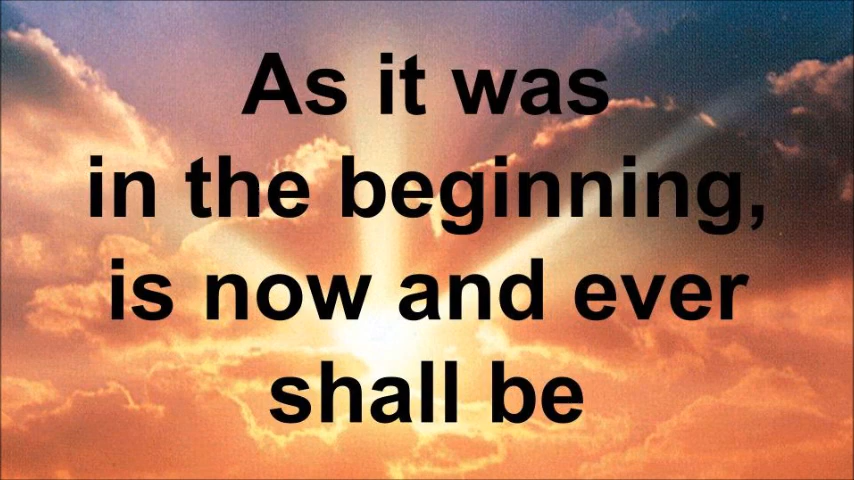 As it was
in the beginning,
is now and ever
shall be